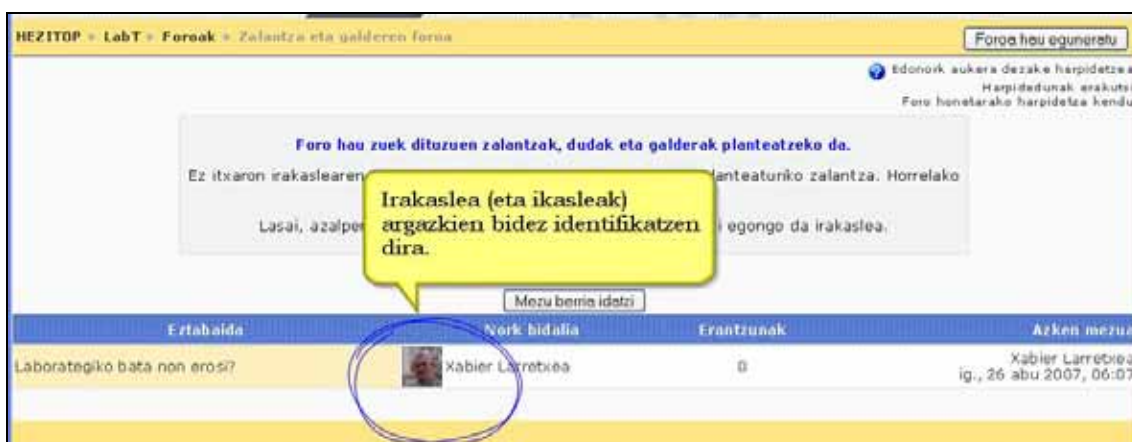 HEZITOP » LabT » Foroak » Zalantza eta galderen foroa
Foroa hau eguneratu
Edonork aukera dezake harpidetzea
Harpidedunak erakutsi
Foro honetarako harpidetza kendu
Foro hau zuek dituzuen zalantzak, dudak eta galderak planteatzeko da.
Ez itxaron irakaslearen
lanteaturiko zalantza. Horrelako
Lasai, azalpe
i egongo da irakaslea.
Irakaslea (eta ikasleak)
argazkien bidez identifikatzen
dira.
Mezu berria idatzi
Eztabaida Nork bidalia Erantzunak Azken mezua
Laborategiko bata non erosi? Xabier Larretxea 0 Xabier Larretxea
ig., 26 abu 2007, 06:07